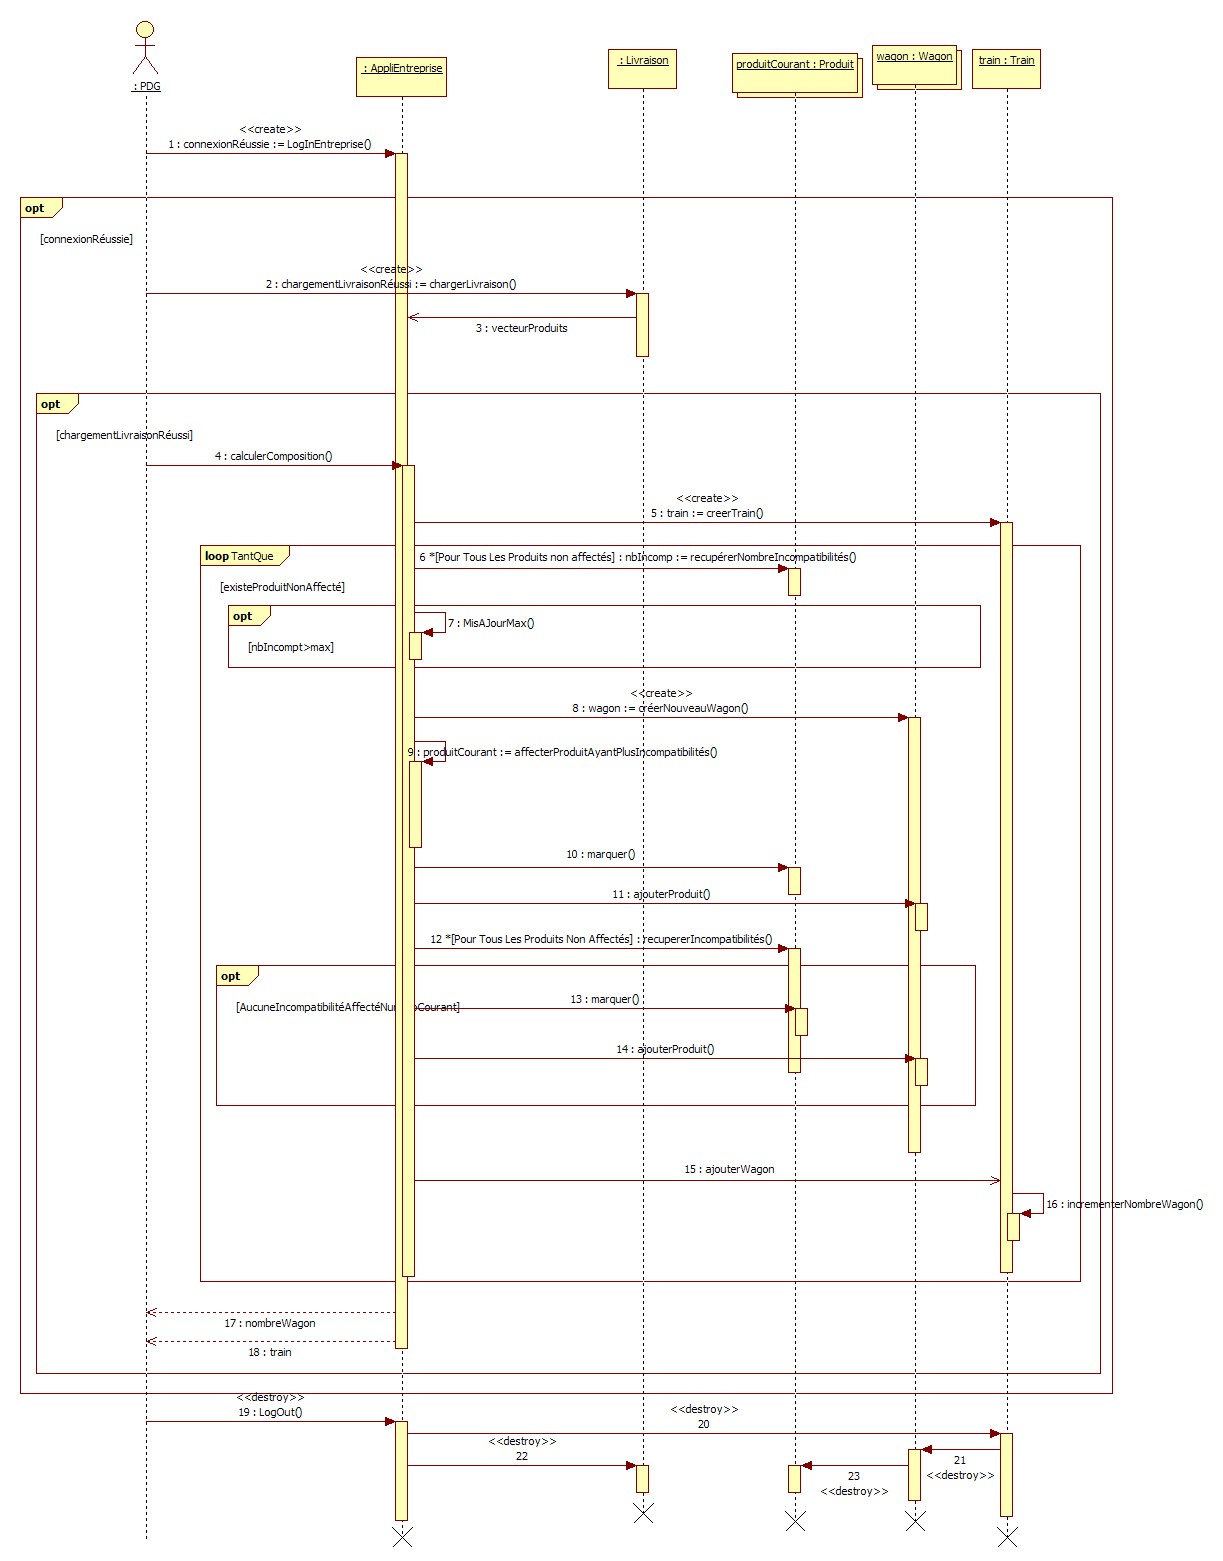 : PDG
: AppliEntreprise
: Livraison
produitCourant : Produit
wagon : Wagon
train : Train
<<create>>
1 : connexionRéussie := LogInEntreprise()
opt
[connexionRéussie]
<<create>>
2 : chargementLivraisonRéussi := chargerLivraison()
3 : vecteurProduits
opt
[chargementLivraisonRéussi]
4 : calculerComposition()
<<create>>
5 : train := creerTrain()
loop TantQue
6 *[Pour Tous Les Produits non affectés] : nbIncomp := recupérerNombreIncompatibilités()
[existeProduitNonAffecté]
opt
7 : MisAJourMax()
[nbIncompt>max]
<<create>>
8 : wagon := créerNouveauWagon()
9 : produitCourant := affecterProduitAyantPlusIncompatibilités()
10 : marquer()
11 : ajouterProduit()
12 *[Pour Tous Les Produits Non Affectés] : recupererIncompatibilités()
opt
13 : marquer()
14 : ajouterProduit()
15 : ajouterWagon
16 : incrementerNombreWagon()
17 : nombreWagon
18 : train
<<destroy>>
19 : LogOut()
<<destroy>>
20
<<destroy>>
22
21
<<destroy>>
23
<<destroy>>